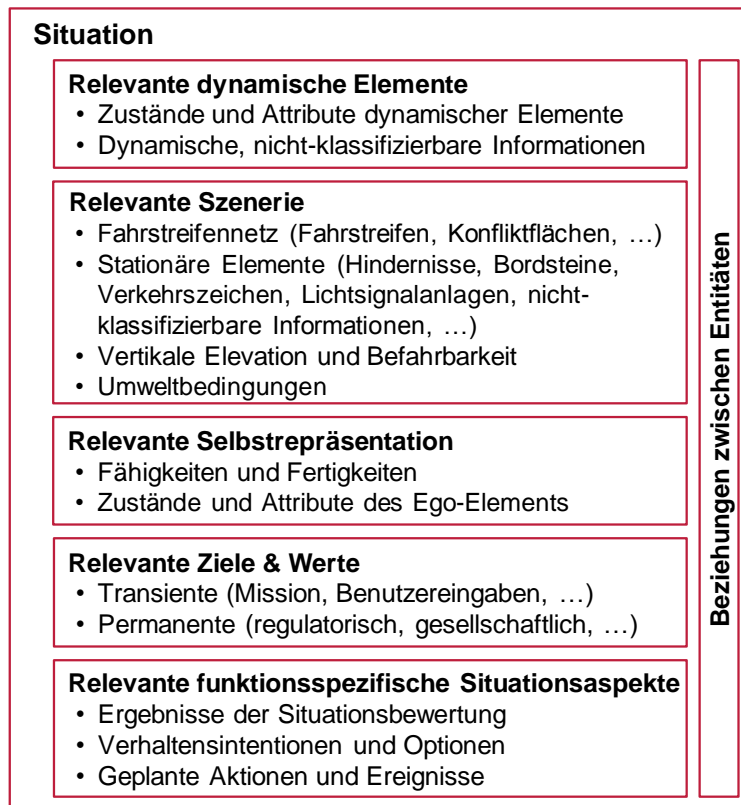 Situation
Relevante dynamische Elemente
• Zustände und Attribute dynamischer Elemente
• Dynamische, nicht-klassifizierbare Informationen
Relevante Szenerie
• Fahrstreifennetz (Fahrstreifen, Konfliktflächen, …)
• Stationäre Elemente (Hindernisse, Bordsteine,
Verkehrszeichen, Lichtsignalanlagen, nicht-
klassifizierbare Informationen, …)
• Vertikale Elevation und Befahrbarkeit
• Umweltbedingungen
Relevante Selbstrepräsentation
• Fähigkeiten und Fertigkeiten
• Zustände und Attribute des Ego-Elements
Relevante Ziele & Werte
• Transiente (Mission, Benutzereingaben, …)
• Permanente (regulatorisch, gesellschaftlich, …)
Relevante funktionsspezifische Situationsaspekte
• Ergebnisse der Situationsbewertung
• Verhaltensintentionen und Optionen
• Geplante Aktionen und Ereignisse
Beziehungen zwischen Entitäten